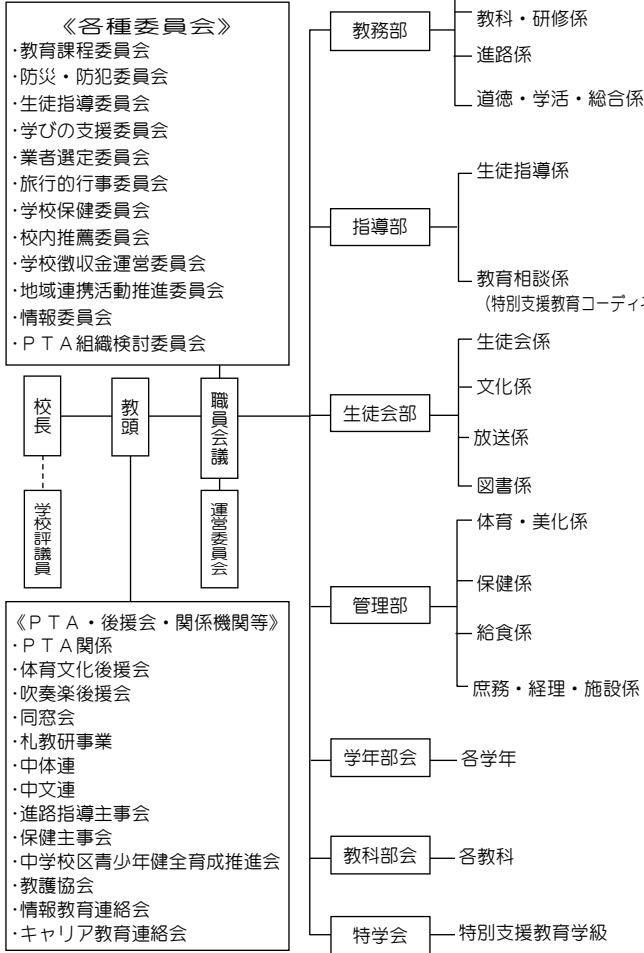 《各種委員会》
・教育課程委員会
・防災・防犯委員会
・生徒指導委員会
・学びの支援委員会
・業者選定委員会
・旅行的行事委員会
・学校保健委員会
・校内推薦委員会
・学校徴収金運営委員会
・地域連携活動推進委員会
・情報委員会
・ＰＴＡ組織検討委員会
校長
教頭
職員会議
学校評議員
運営委員会
《ＰＴＡ・後援会・関係機関等》
・ＰＴＡ関係
・体育文化後援会
・吹奏楽後援会
・同窓会
・札教研事業
・中体連
・中文連
・進路指導主事会
・保健主事会
・中学校区青少年健全育成推進会
・教護協会
・情報教育連絡会
・キャリア教育連絡会
教務部
教科・研修係
進路係
道徳・学活・総合係
指導部
生徒指導係
教育相談係
（特別支援教育コーディ
生徒会部
生徒会係
文化係
放送係
図書係
管理部
体育・美化係
保健係
給食係
庶務・経理・施設係
学年部会
各学年
教科部会
各教科
特学会
特別支援教育学級